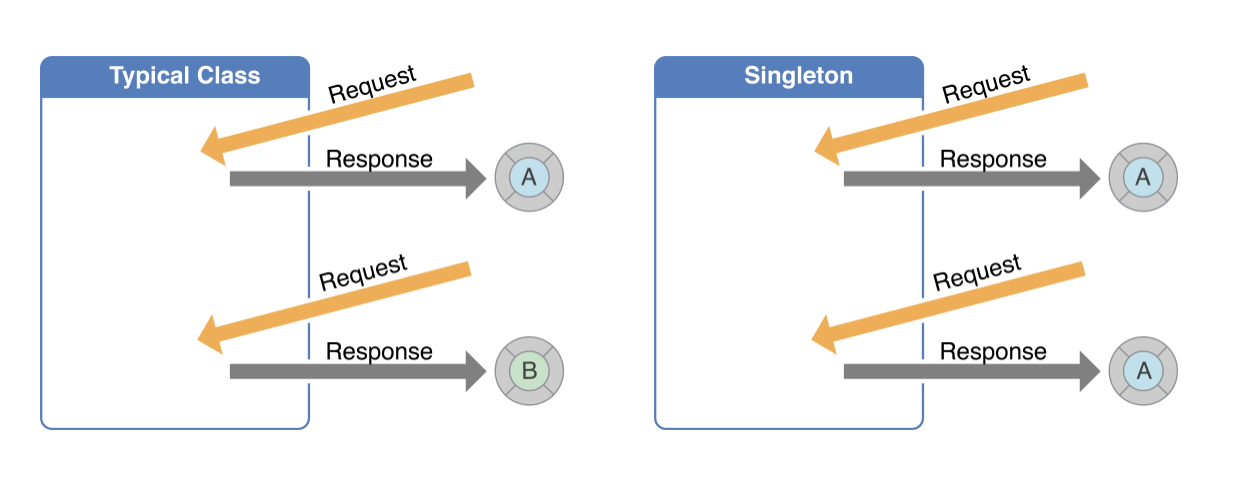 Typical Class
Request
Response
A
Request
Response
B
Singleton
Request
Response
A
Request
Response
A